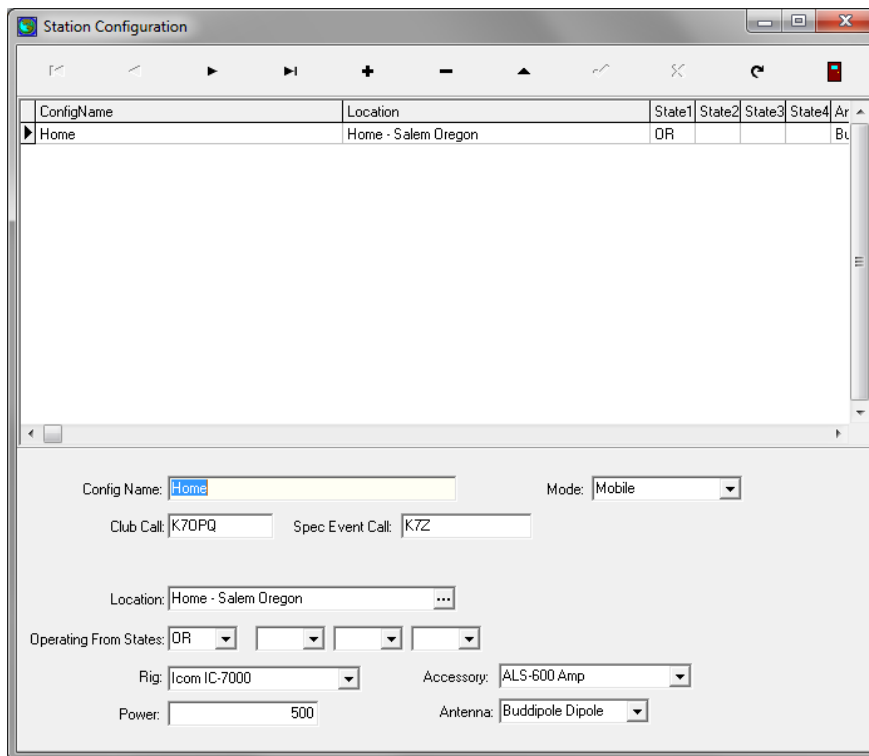 Station Configuration
ConfigName Location State1 State2 State3 State4 Ar
Home Home - Salem Oregon OR Bu
Config Name: Home Mode: Mobile
Club Call: K7OPQ Spec Event Call: K7Z
Location: Home - Salem Oregon ...
Operating From States: OR
Rig: Icom IC-7000 Accessory: ALS-600 Amp
Power: 500 Antenna: Buddipole Dipole